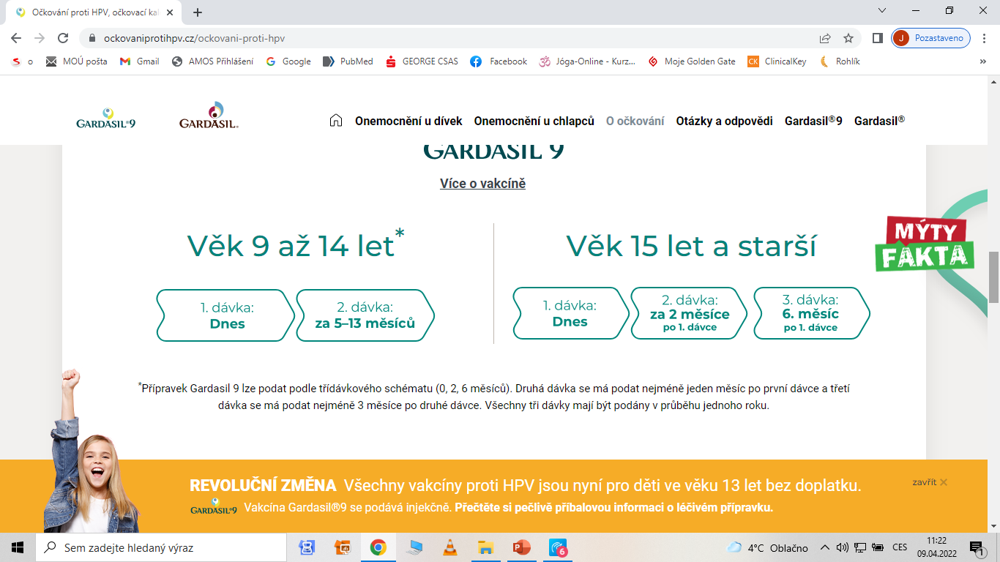 Očkování proti HPV, očkovací kal
ockovaniprotihpv.cz/ockovani-proti-hpv
J Pozastaveno
o MOÚ pošta Gmail AMOS Přihlášení Google PubMed GEORGE CSAS Facebook Jóga-Online - Kurz... Moje Golden Gate CK ClinicalKey Rohlík »
GARDASIL®9 GARDASIL® Onemocnění u dívek Onemocnění u chlapců O očkování Otázky a odpovědi Gardasil®9 Gardasil®
GARDASIL 9
Více o vakcíně
MÝTY
FAKTA
Věk 9 až 14 let*
1. dávka:
Dnes
2. dávka:
za 5–13 měsíců
Věk 15 let a starší
1. dávka:
Dnes
2. dávka:
za 2 měsíce
po 1. dávce
3. dávka:
6. měsíc
po 1. dávce
*Přípravek Gardasil 9 lze podat podle třídávkového schématu (0, 2, 6 měsíců). Druhá dávka se má podat nejméně jeden měsíc po první dávce a třetí
dávka se má podat nejméně 3 měsíce po druhé dávce. Všechny tři dávky mají být podány v průběhu jednoho roku.
REVOLUČNÍ ZMĚNA Všechny vakcíny proti HPV jsou nyní pro děti ve věku 13 let bez doplatku.
zavřít ×
GARDASIL®9 Vakcína Gardasil®9 se podává injekčně. Přečtěte si pečlivě příbalovou informaci o léčivém přípravku.
Sem zadejte hledaný výraz
6
4°C Oblačno
CES
11:22
09.04.2022
1